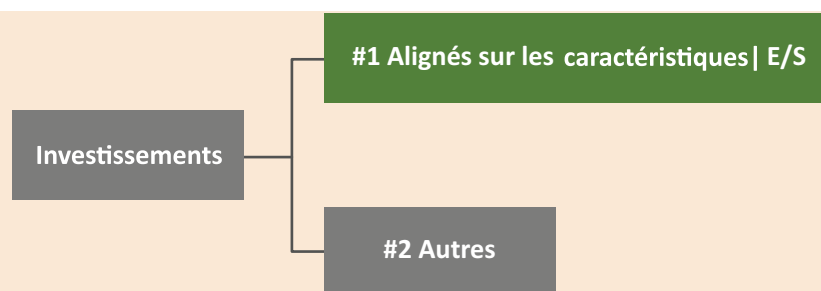 #1 Alignés sur les caractéristiques| E/S
Investissements
#2 Autres